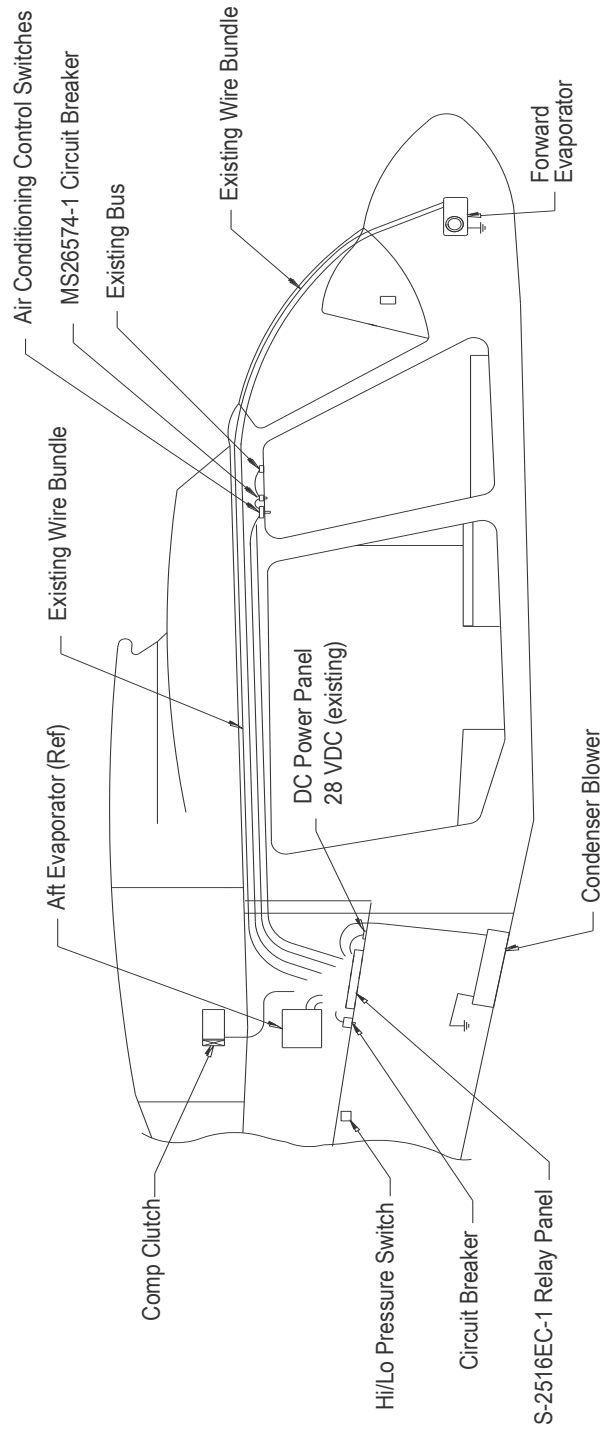 Air Conditioning Control Switches
MS26574-1 Circuit Breaker
Existing Bus
Existing Wire Bundle
Forward
Evaporator
Existing Wire Bundle
Aft Evaporator (Ref)
DC Power Panel
28 VDC (existing)
Condenser Blower
Comp Clutch
Hi/Lo Pressure Switch
Circuit Breaker
S-2516EC-1 Relay Panel